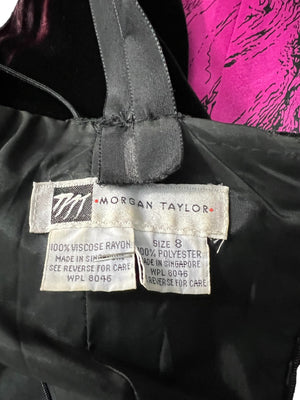 MORGAN TAYLOR
100% VISCOSE RAYON
MADE IN SINGAPORE
SEE REVERSE FOR CARE
WPL 8046
SIZE 8
100% POLYESTER
MADE IN SINGAPORE
SEE REVERSE FOR CARE
WPL 8046